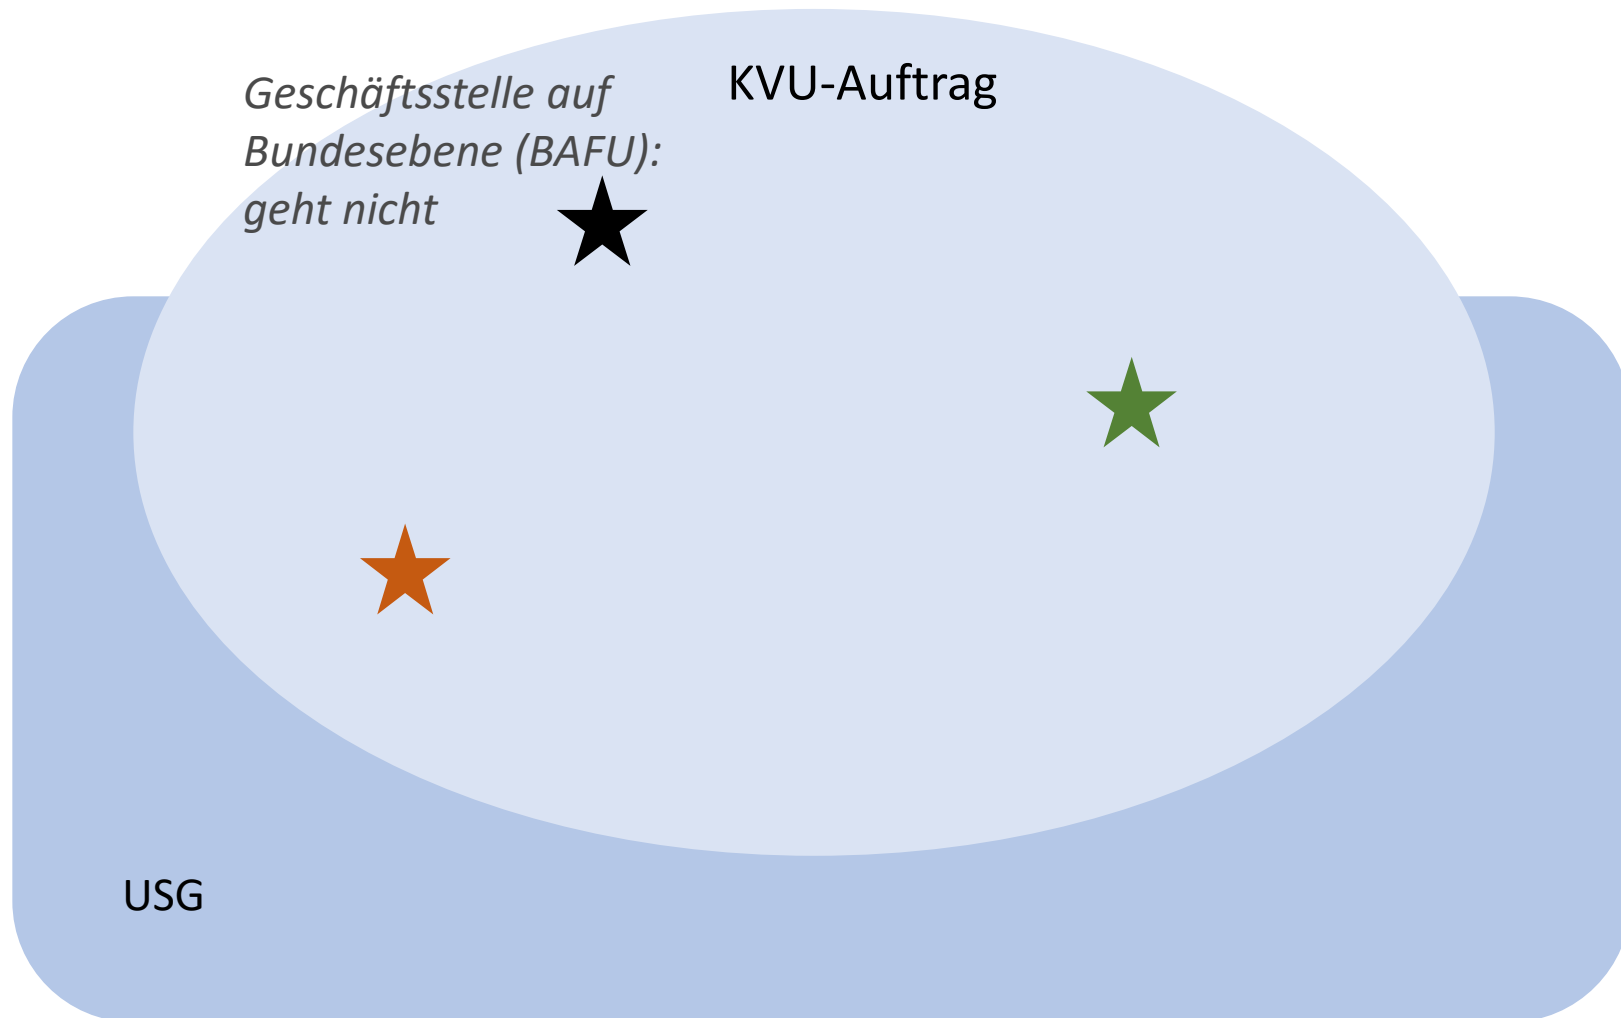 Geschäftsstelle auf
Bundesebene (BAFU):
geht nicht
KVU-Auftrag
USG